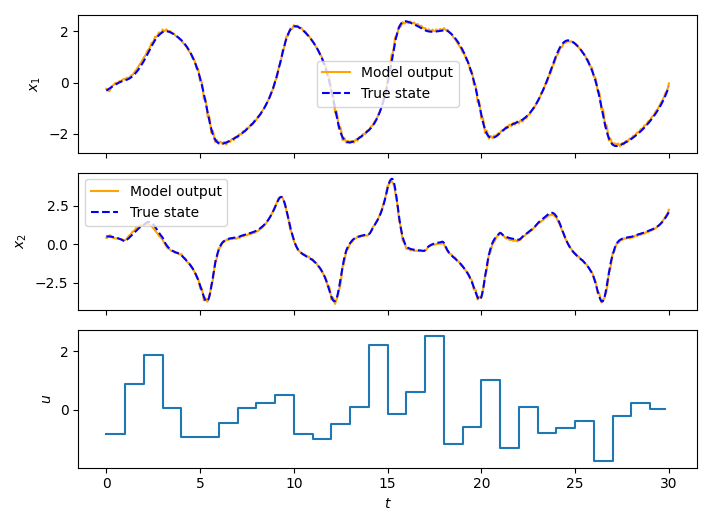 2
0
−2
x₁
Model output
True state
2.5
0.0
−2.5
x₂
Model output
True state
2
0
u
0
5
10
15
20
25
30
t